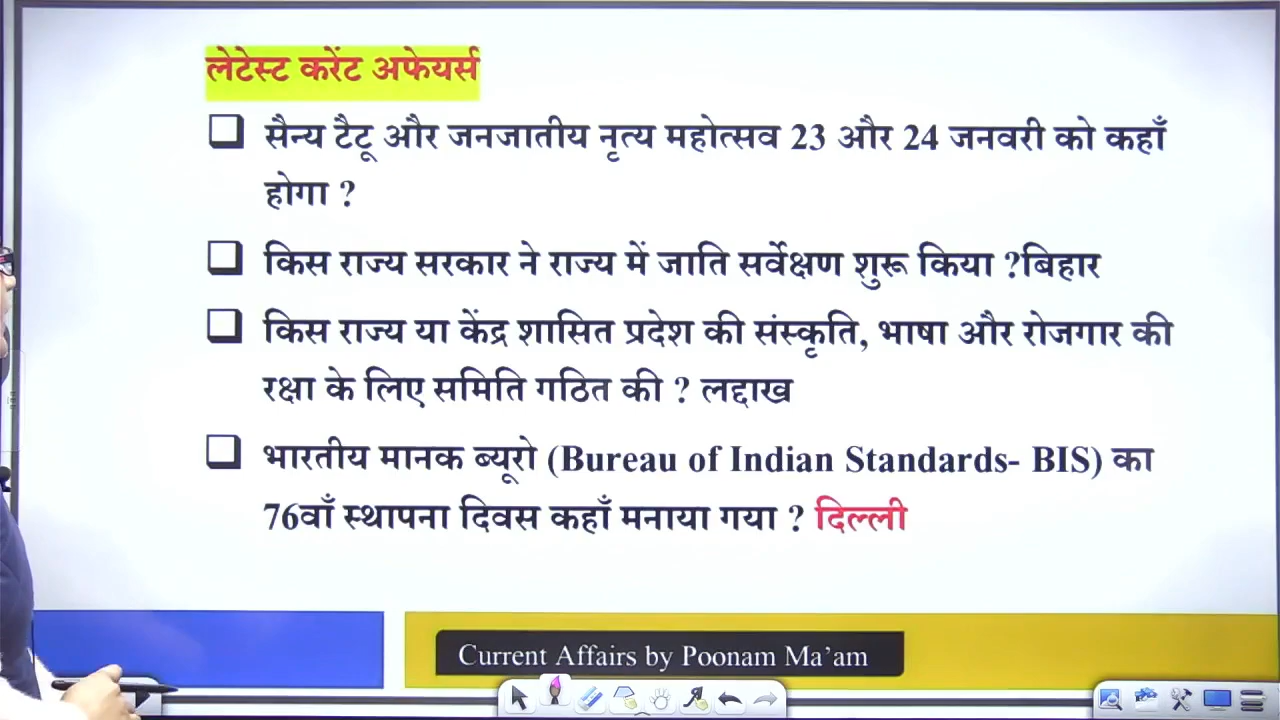 लेटेस्ट करेंट अफेयर्स
सैन्य टैटू और जनजातीय नृत्य महोत्सव 23 और 24 जनवरी को कहाँ
होगा ?
किस राज्य सरकार ने राज्य में जाति सर्वेक्षण शुरू किया ?बिहार
किस राज्य या केंद्र शासित प्रदेश की संस्कृति, भाषा और रोजगार की
रक्षा के लिए समिति गठित की ? लद्दाख
भारतीय मानक ब्यूरो (Bureau of Indian Standards- BIS) का
76वाँ स्थापना दिवस कहाँ मनाया गया ? दिल्ली
Current Affairs by Poonam Ma’am